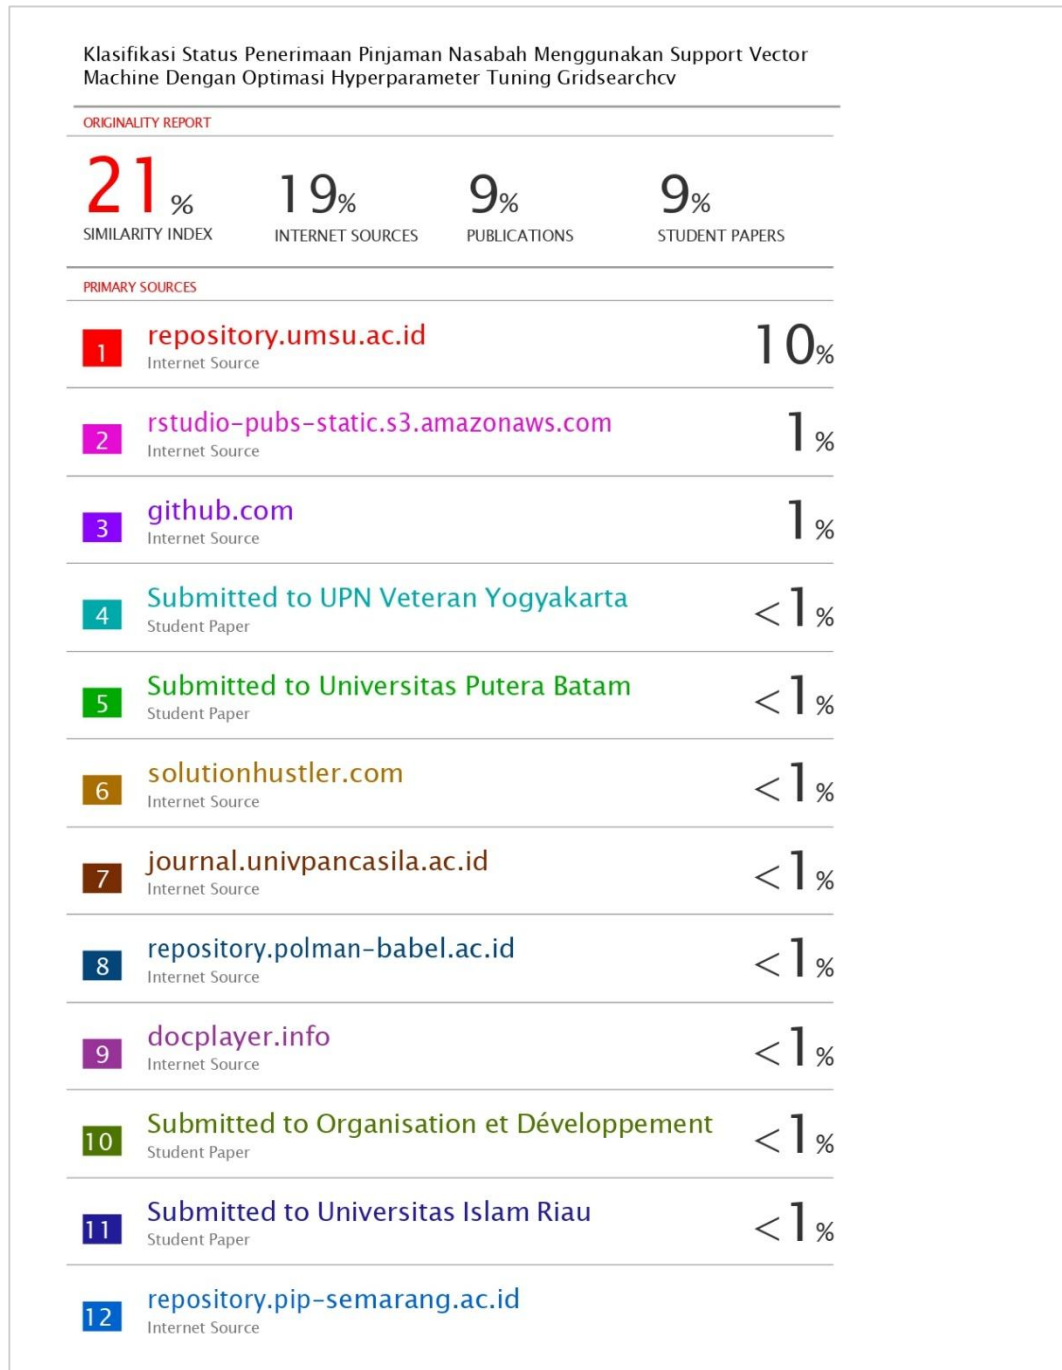 Klasifikasi Status Penerimaan Pinjaman Nasabah Menggunakan Support Vector
Machine Dengan Optimasi Hyperparameter Tuning Gridsearchcv
ORIGINALITY REPORT
21%
SIMILARITY INDEX
19%
INTERNET SOURCES
9%
PUBLICATIONS
9%
STUDENT PAPERS
PRIMARY SOURCES
1
repository.umsu.ac.id
Internet Source
10%
2
rstudio-pubs-static.s3.amazonaws.com
Internet Source
1%
3
github.com
Internet Source
1%
4
Submitted to UPN Veteran Yogyakarta
Student Paper
<1%
5
Submitted to Universitas Putera Batam
Student Paper
<1%
6
solutionhustler.com
Internet Source
<1%
7
journal.univpancasila.ac.id
Internet Source
<1%
8
repository.polman-babel.ac.id
Internet Source
<1%
9
docplayer.info
Internet Source
<1%
10
Submitted to Organisation et Développement
Student Paper
<1%
11
Submitted to Universitas Islam Riau
Student Paper
<1%
12
repository.pip-semarang.ac.id
Internet Source